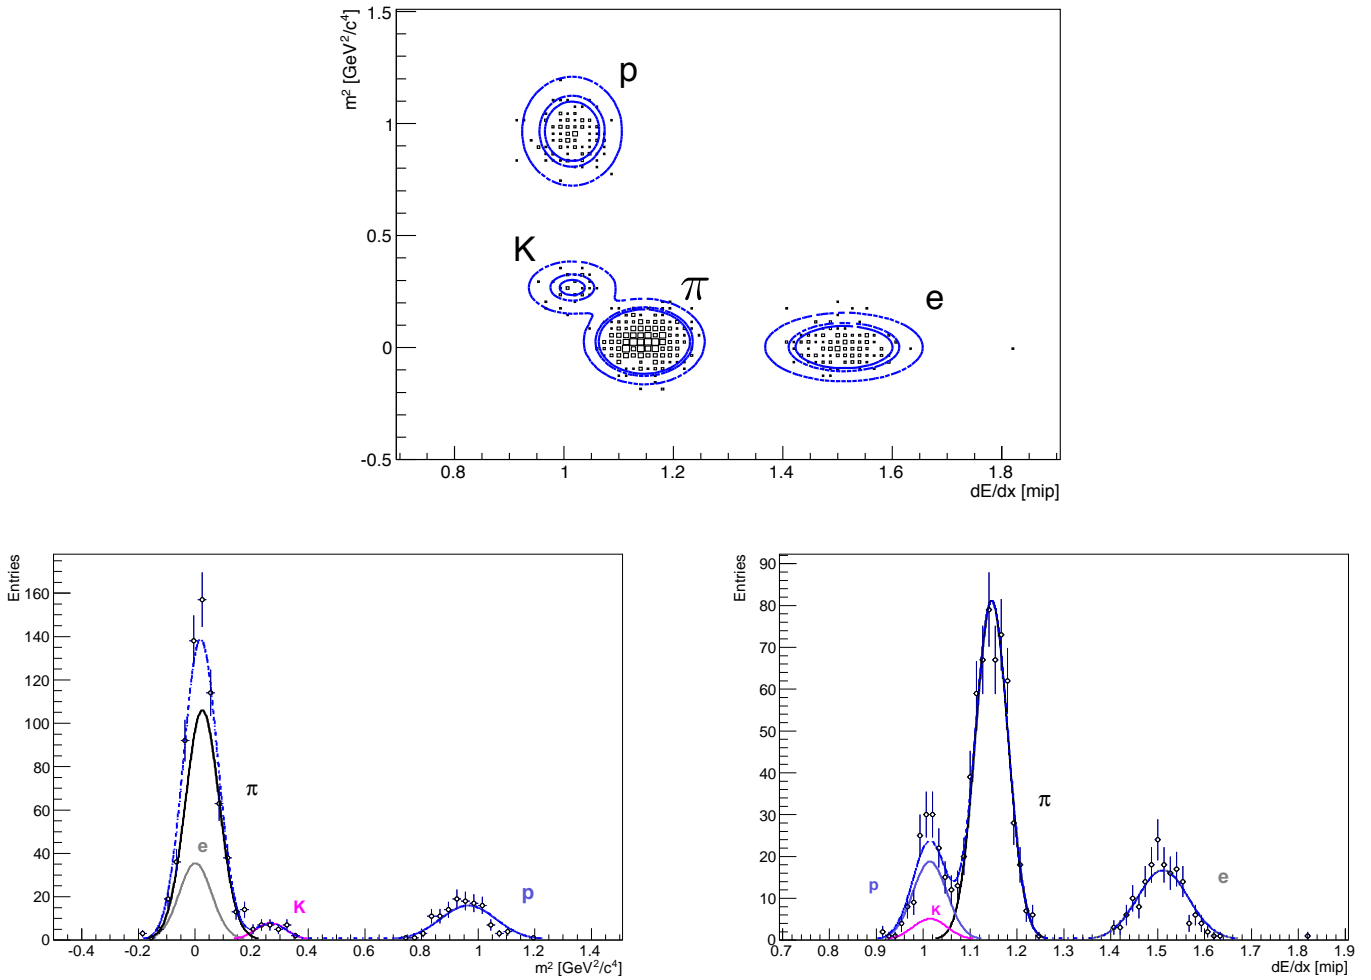 m² [GeV²/c⁴]
1.5
1
0.5
0
-0.5
p
K
π
e
0.8 1 1.2 1.4 1.6 1.8
dE/dx [mip]
Entries
160
140
120
100
80
60
40
20
0
π
e
K
p
-0.4 -0.2 0 0.2 0.4 0.6 0.8 1 1.2 1.4
m² [GeV²/c⁴]
Entries
90
80
70
60
50
40
30
20
10
0
π
p
e
K
0.7 0.8 0.9 1 1.1 1.2 1.3 1.4 1.5 1.6 1.7 1.8 1.9
dE/dx [mip]